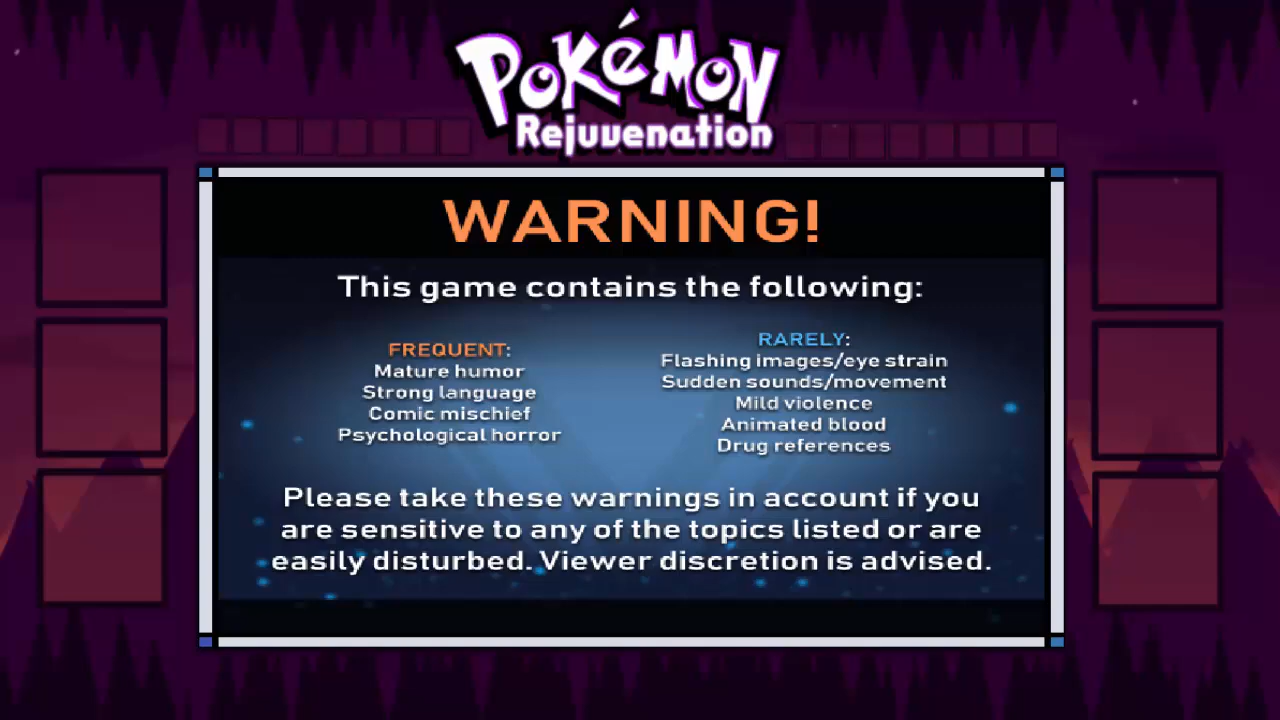 POKéMON
Rejuvenation
WARNING!
This game contains the following:
FREQUENT:
Mature humor
Strong language
Comic mischief
Psychological horror
RARELY:
Flashing images/eye strain
Sudden sounds/movement
Mild violence
Animated blood
Drug references
Please take these warnings in account if you
are sensitive to any of the topics listed or are
easily disturbed. Viewer discretion is advised.